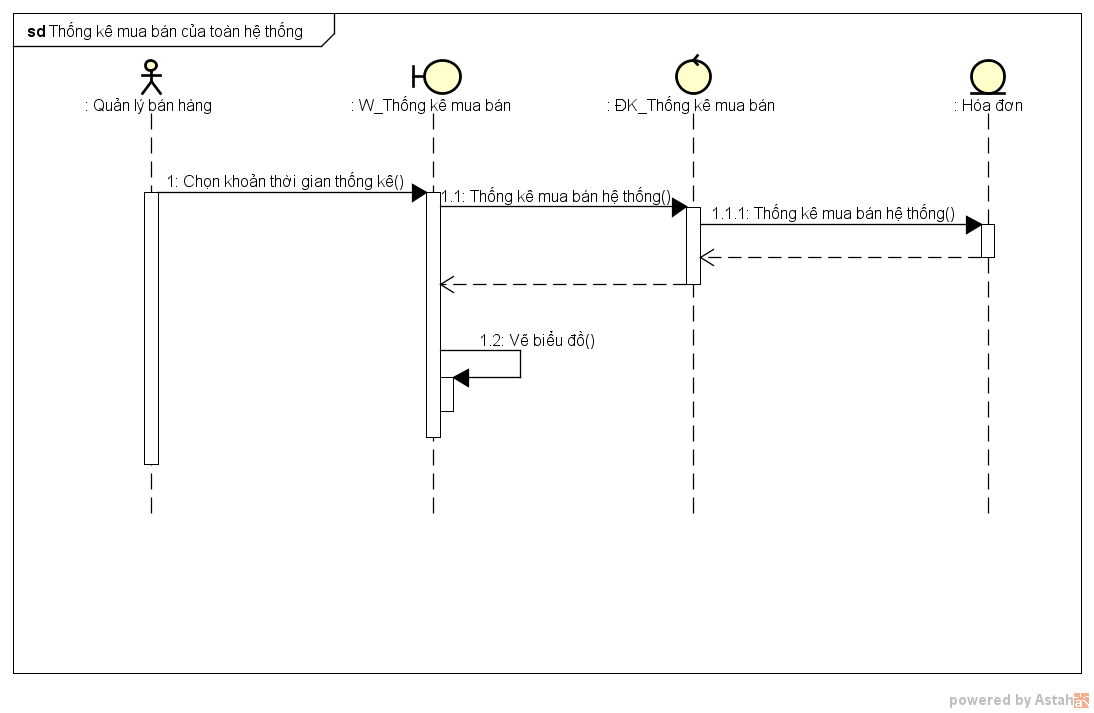 sd Thống kê mua bán của toàn hệ thống
: Quản lý bán hàng
: W_Thống kê mua bán
: ĐK_Thống kê mua bán
: Hóa đơn
1: Chọn khoản thời gian thống kê()
1.1: Thống kê mua bán hệ thống()
1.1.1: Thống kê mua bán hệ thống()
1.2: Vẽ biểu đồ()
powered by Astah